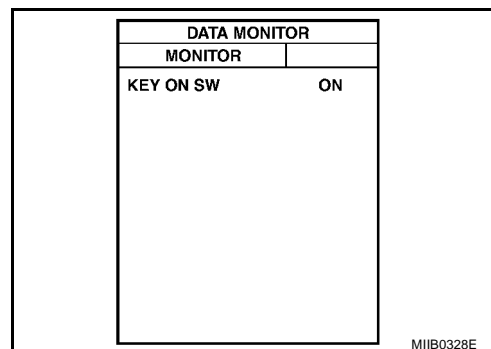 DATA MONITOR
MONITOR
KEY ON SW ON
MIIB0328E